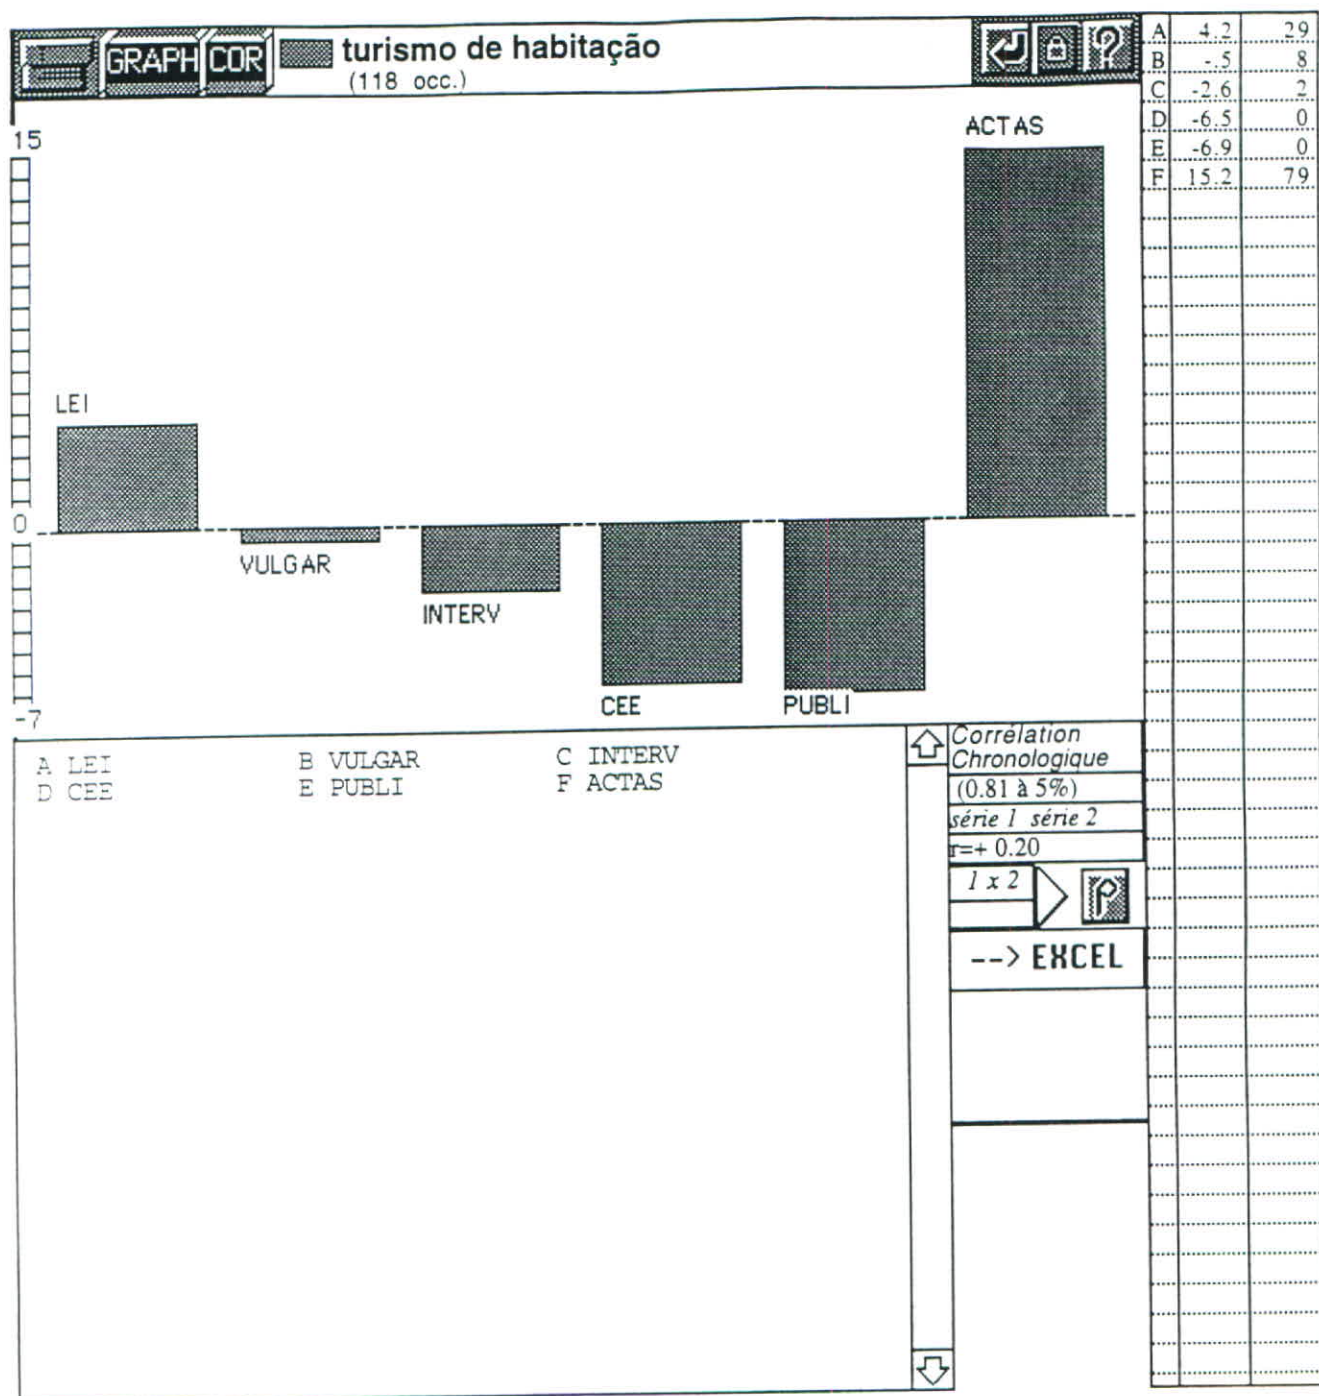 GRAPH COR turismo de habitação
(118 occ.)
A 4.2 29
B -.5 8
C -2.6 2
D -6.5 0
E -6.9 0
F 15.2 79
15
ACTAS
LEI
0
VULGAR
INTERV
CEE
PUBLI
-7
A LEI B VULGAR C INTERV
D CEE E PUBLI F ACTAS
Corrélation
Chronologique
(0.81 à 5%)
série 1 série 2
r=+ 0.20
1 x 2
P
--> EXCEL